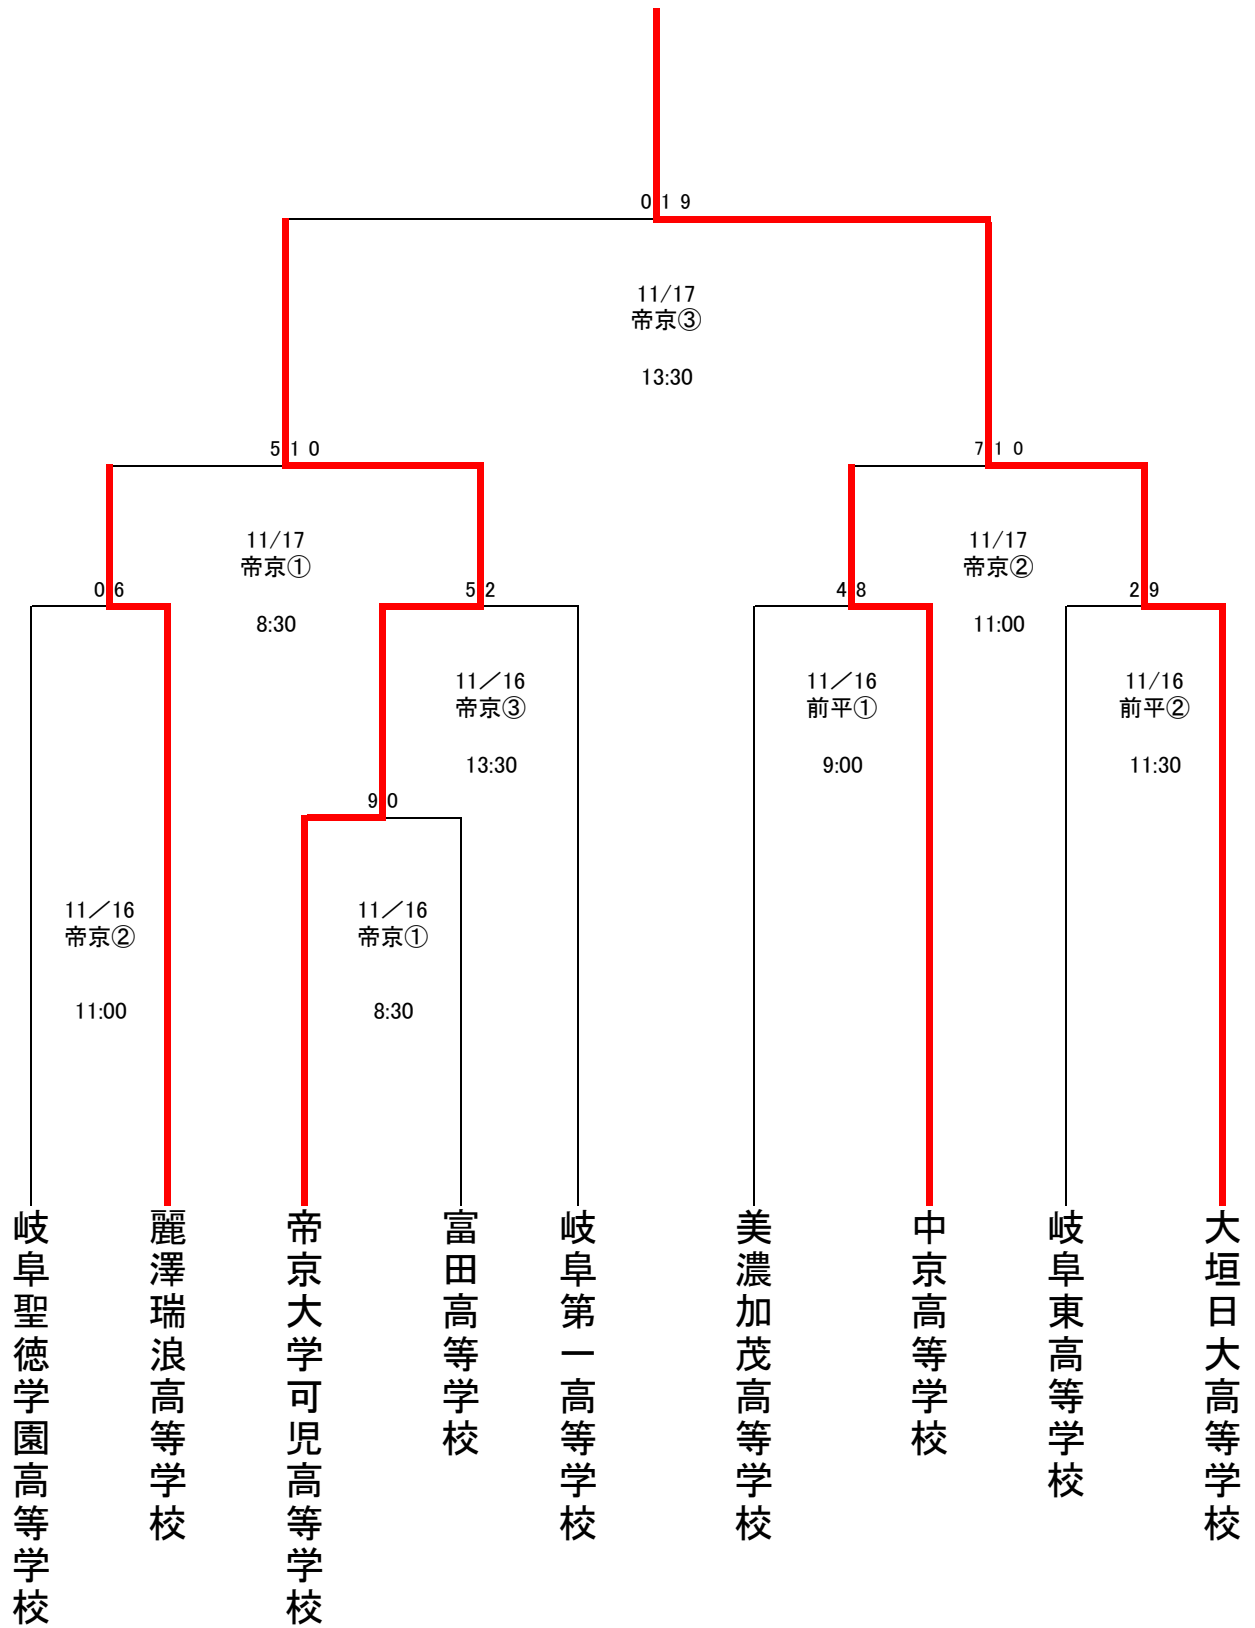 0 19
11/17
帝京③
13:30
5 10
7 10
11/17
帝京①
8:30
11/17
帝京②
11:00
0 6
5 2
4 8
2 9
11／16
帝京③
13:30
11／16
前平①
9:00
11/16
前平②
11:30
9 0
11／16
帝京②
11:00
11／16
帝京①
8:30
岐阜聖徳学園高等学校
麗澤瑞浪高等学校
帝京大学可児高等学校
富田高等学校
岐阜第一高等学校
美濃加茂高等学校
中京高等学校
岐阜東高等学校
大垣日大高等学校